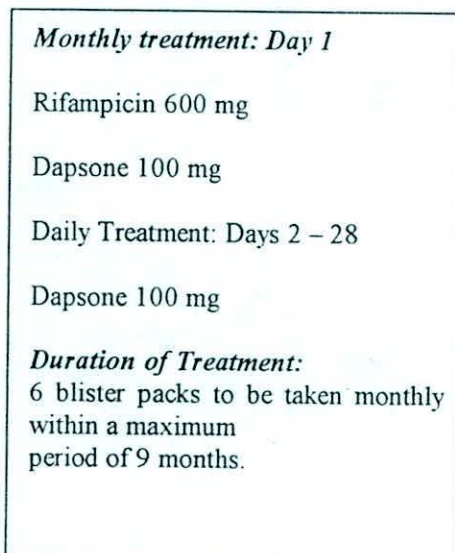 Monthly treatment: Day 1
Rifampicin 600 mg
Dapsone 100 mg
Daily Treatment: Days 2 – 28
Dapsone 100 mg
Duration of Treatment:
6 blister packs to be taken monthly
within a maximum
period of 9 months.